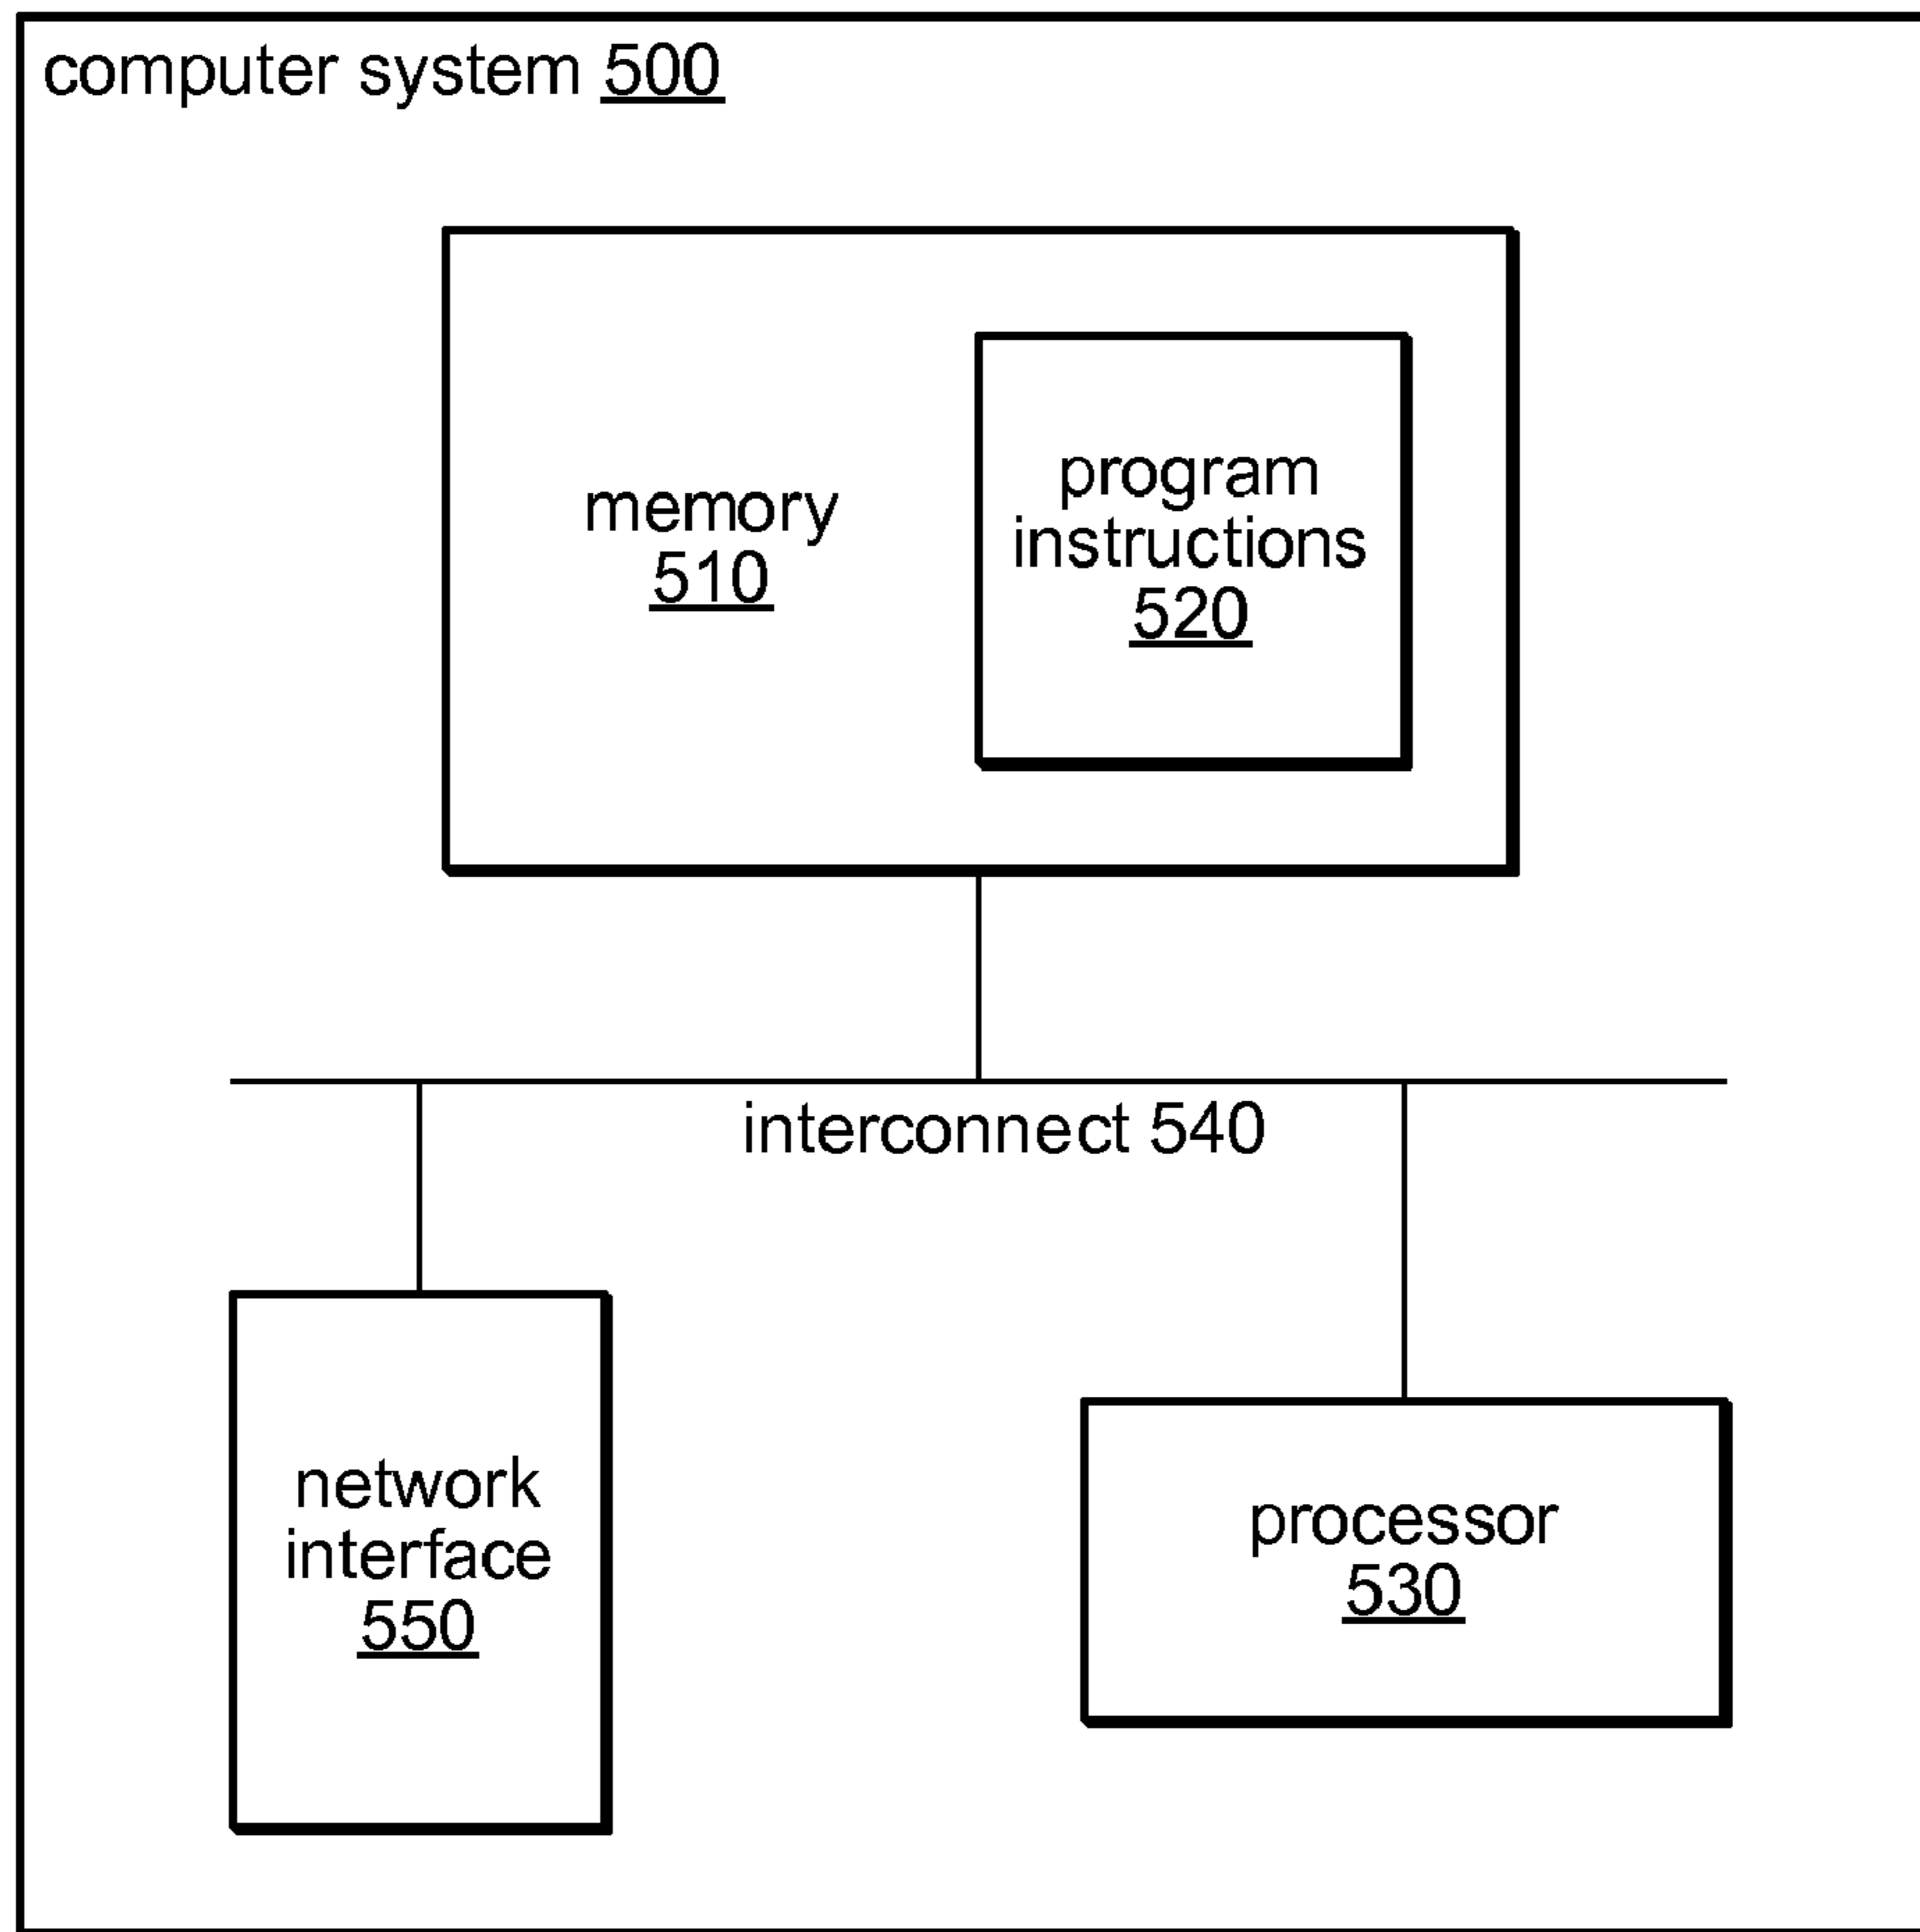 computer system 500
memory
510
program
instructions
520
interconnect 540
network
interface
550
processor
530